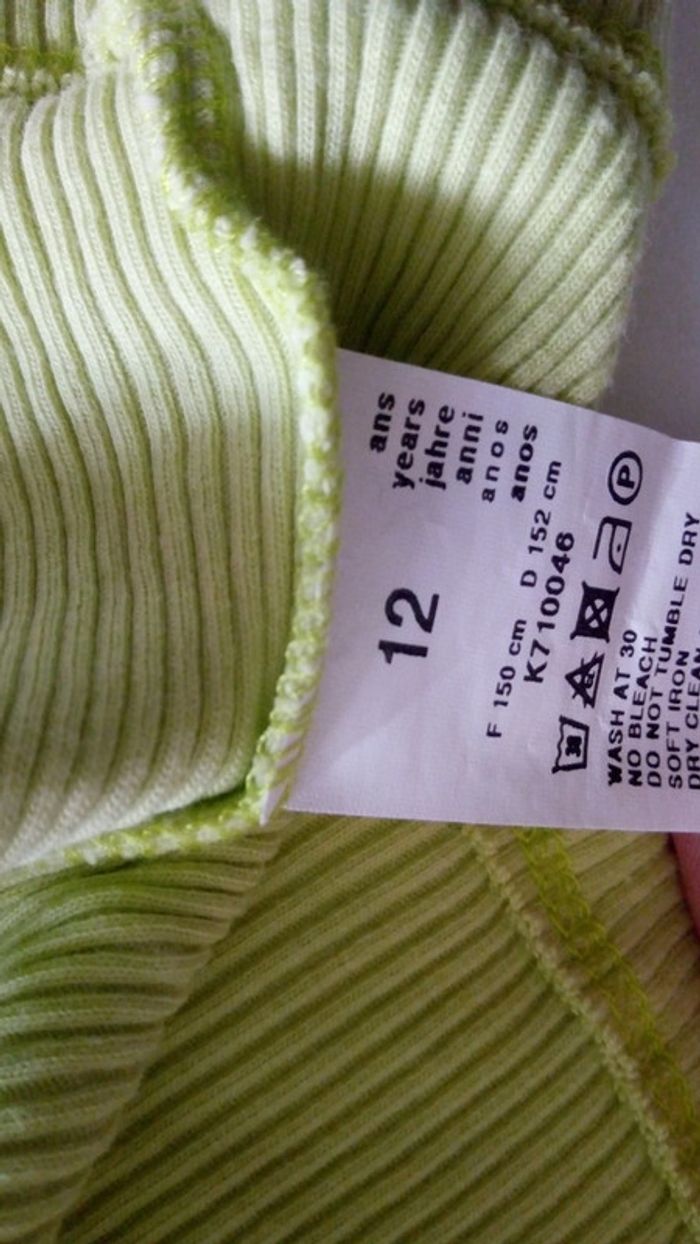 12
ans
years
jahre
anni
anos
anos
F 150 cm D 152 cm
K710046
30 P
WASH AT 30
NO BLEACH
DO NOT TUMBLE DRY
SOFT IRON
DRY CLEAN